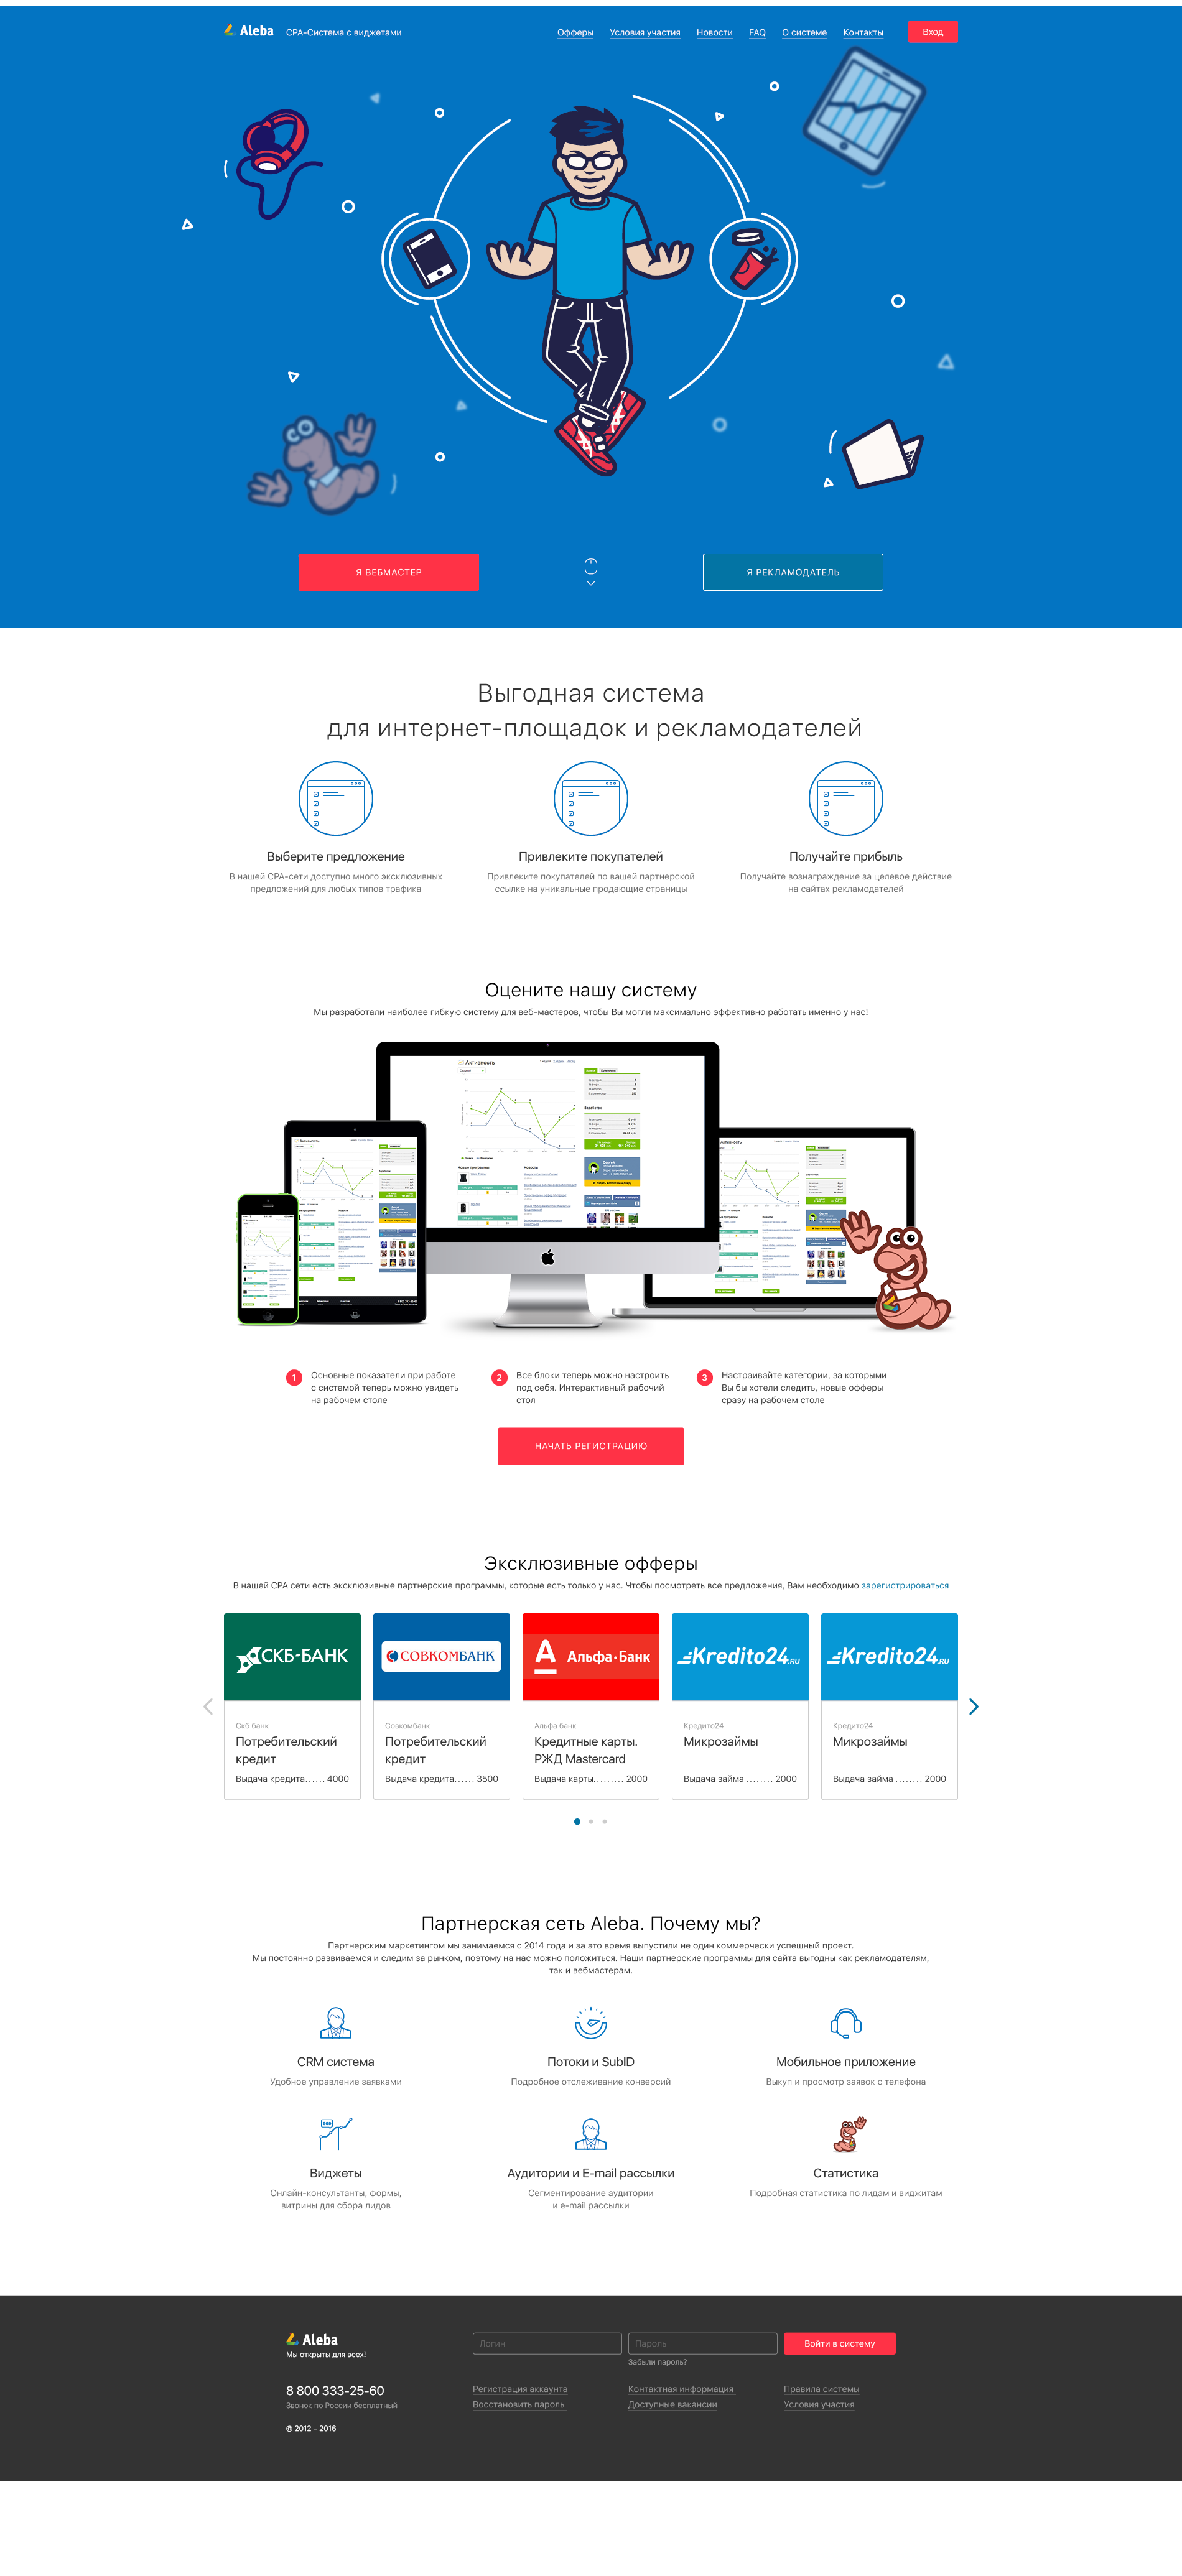 Aleba CPA-Система с виджетами Офферы Условия участия Новости FAQ О системе Контакты Вход
Я ВЕБМАСТЕР
Я РЕКЛАМОДАТЕЛЬ
Выгодная система
для интернет-площадок и рекламодателей
Выберите предложение
В нашей CPA-сети доступно много эксклюзивных
предложений для любых типов трафика
Привлеките покупателей
Привлеките покупателей по вашей партнерской
ссылке на уникальные продающие страницы
Получайте прибыль
Получайте вознаграждение за целевое действие
на сайтах рекламодателей
Оцените нашу систему
Мы разработали наиболее гибкую систему для веб-мастеров, чтобы Вы могли максимально эффективно работать именно у нас!
Активность
Активность
Активность
1
Основные показатели при работе
с системой теперь можно увидеть
на рабочем столе
2
Все блоки теперь можно настроить
под себя. Интерактивный рабочий
стол
3
Настраивайте категории, за которыми
Вы бы хотели следить, новые офферы
сразу на рабочем столе
НАЧАТЬ РЕГИСТРАЦИЮ
Эксклюзивные офферы
В нашей CPA сети есть эксклюзивные партнерские программы, которые есть только у нас. Чтобы посмотреть все предложения, Вам необходимо зарегистрироваться
СКБ-БАНК
Скб банк
Потребительский
кредит
Выдача кредита...... 4000
СОВКОМБАНК
Совкомбанк
Потребительский
кредит
Выдача кредита...... 3500
А Альфа·Банк
Альфа банк
Кредитные карты.
РЖД Mastercard
Выдача карты......... 2000
Kredito24.RU
Кредито24
Микрозаймы
Выдача займа ........ 2000
Kredito24.RU
Кредито24
Микрозаймы
Выдача займа ........ 2000
Партнерская сеть Aleba. Почему мы?
Партнерским маркетингом мы занимаемся с 2014 года и за это время выпустили не один коммерчески успешный проект.
Мы постоянно развиваемся и следим за рынком, поэтому на нас можно положиться. Наши партнерские программы для сайта выгодны как рекламодателям,
так и вебмастерам.
CRM система
Удобное управление заявками
Потоки и SubID
Подробное отслеживание конверсий
Мобильное приложение
Выкуп и просмотр заявок с телефона
Виджеты
Онлайн-консультанты, формы,
витрины для сбора лидов
Аудитории и E-mail рассылки
Сегментирование аудитории
и e-mail рассылки
Статистика
Подробная статистика по лидам и виджитам
Aleba
Мы открыты для всех!
8 800 333-25-60
Звонок по России бесплатный
© 2012 – 2016
Логин
Пароль
Войти в систему
Забыли пароль?
Регистрация аккаунта
Восстановить пароль
Контактная информация
Доступные вакансии
Правила системы
Условия участия